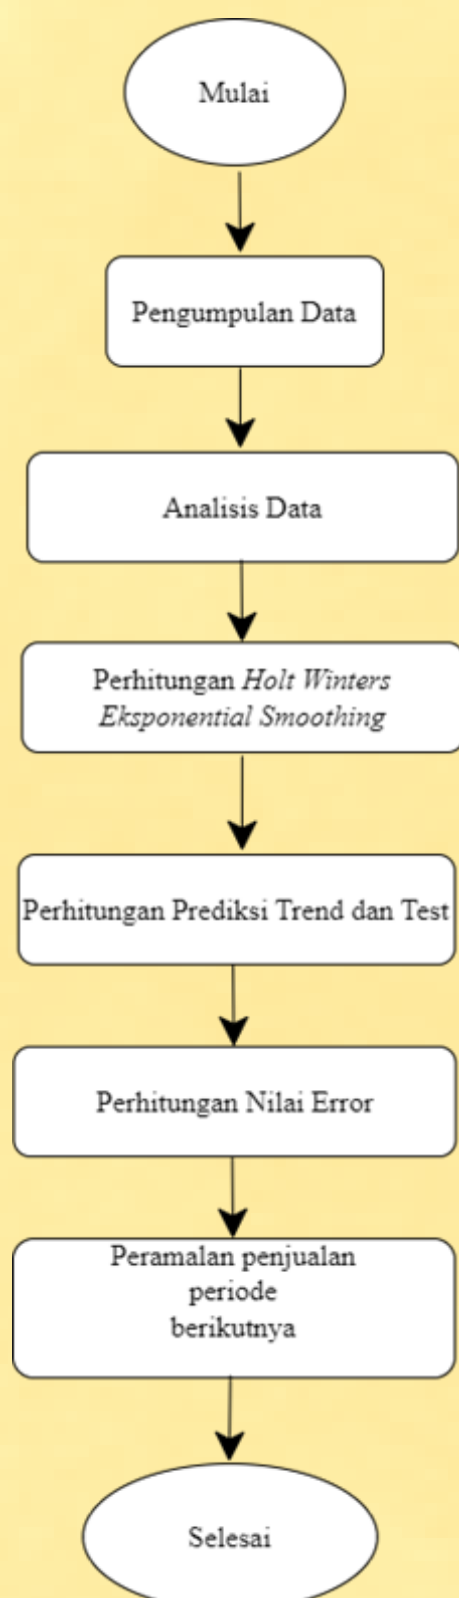 Mulai
Pengumpulan Data
Analisis Data
Perhitungan Holt Winters
Eksponential Smoothing
Perhitungan Prediksi Trend dan Test
Perhitungan Nilai Error
Peramalan penjualan
periode
berikutnya
Selesai